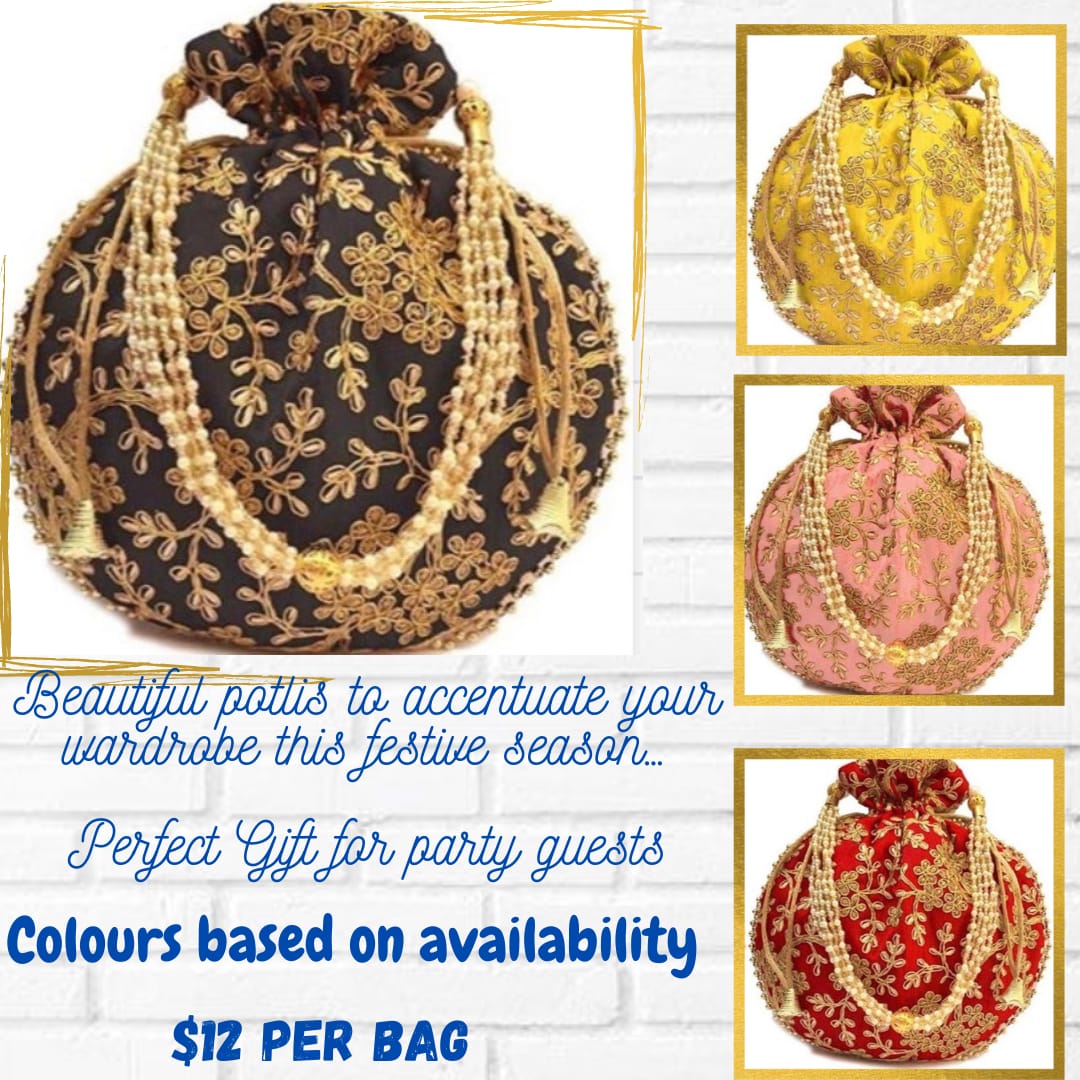 Beautiful potlis to accentuate your
wardrobe this festive season...
Perfect Gift for party guests
Colours based on availability
$12 PER BAG